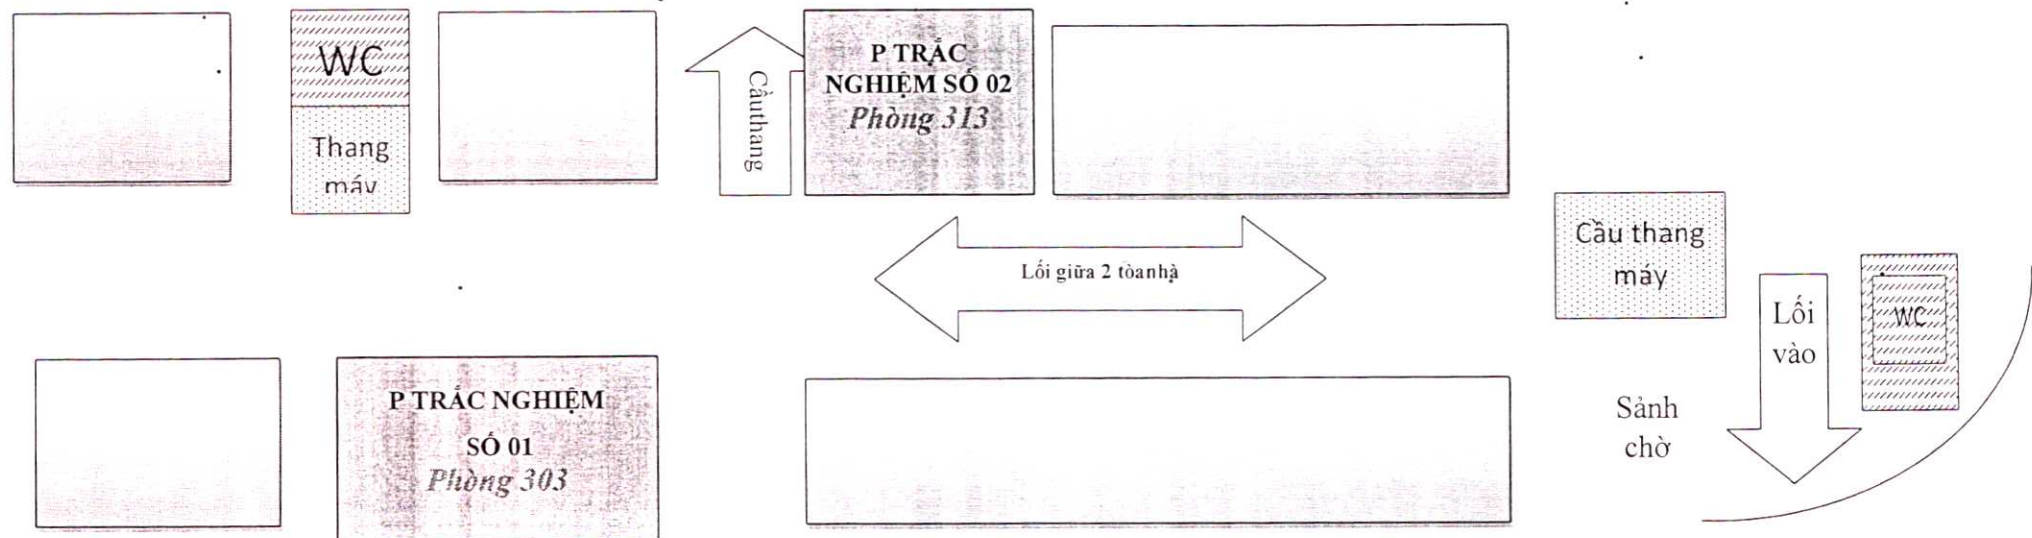 WC
Thang
máy
Cầuthang
P TRẮC
NGHIỆM SỐ 02
Phòng 313
Lối giữa 2 tòanhà
Cầu thang
máy
Lối
vào
WC
Sảnh
chờ
P TRẮC NGHIỆM
SỐ 01
Phòng 303